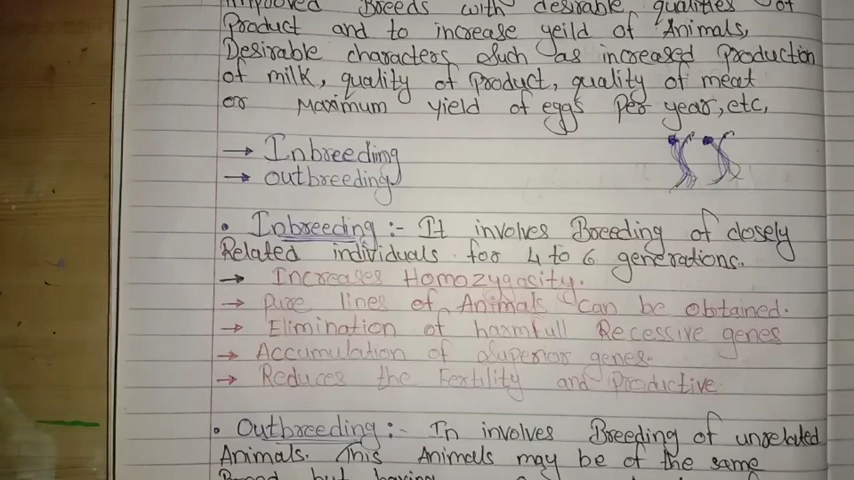 improved Breeds with desirable qualities of
Product and to increase yeild of Animals,
Desirable characters such as increased production
of milk, quality of Product, quality of meat
or Maximum yield of eggs Per year, etc,
→ Inbreeding
→ outbreeding
• Inbreeding :- It involves Breeding of closely
Related individuals for 4 to 6 generations.
→ Increases Homozygosity.
→ Pure lines of Animals can be obtained.
→ Elimination of harmfull Recessive genes
→ Accumulation of superior genes.
→ Reduces the Fertility and Productive.
• Outbreeding :- In involves Breeding of unrelated
Animals. This Animals may be of the same
Breed but having